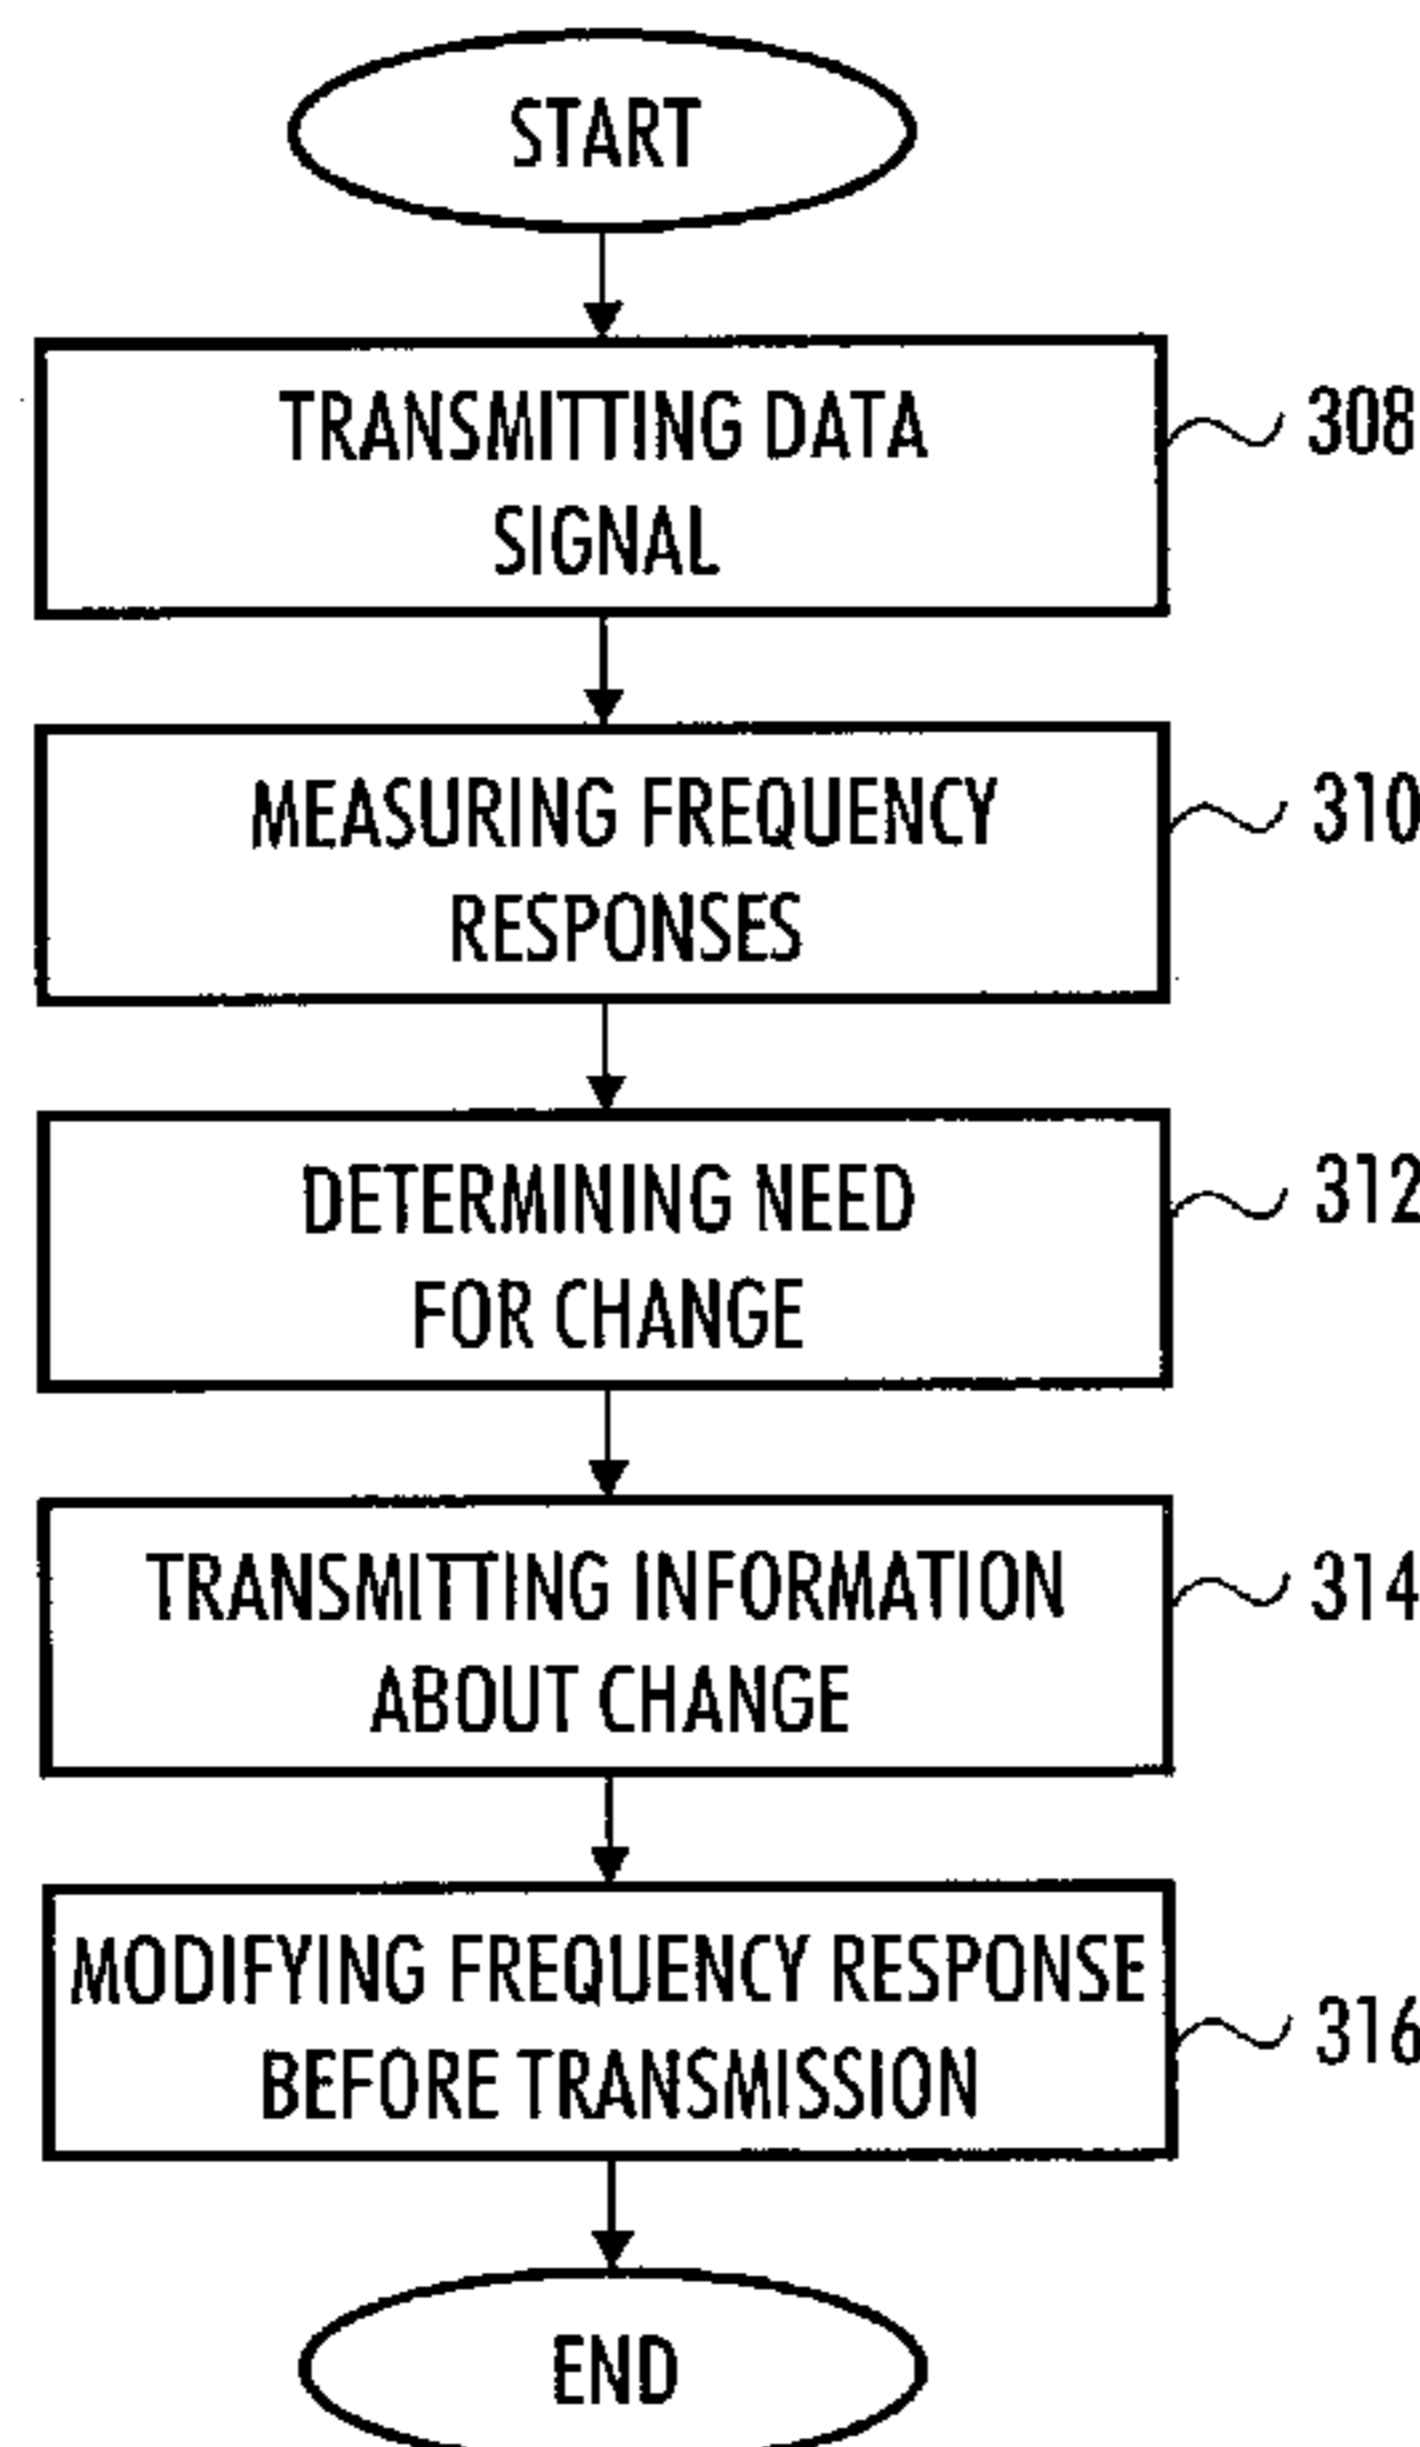 START
TRANSMITTING DATA
SIGNAL
308
MEASURING FREQUENCY
RESPONSES
310
DETERMINING NEED
FOR CHANGE
312
TRANSMITTING INFORMATION
ABOUT CHANGE
314
MODIFYING FREQUENCY RESPONSE
BEFORE TRANSMISSION
316
END